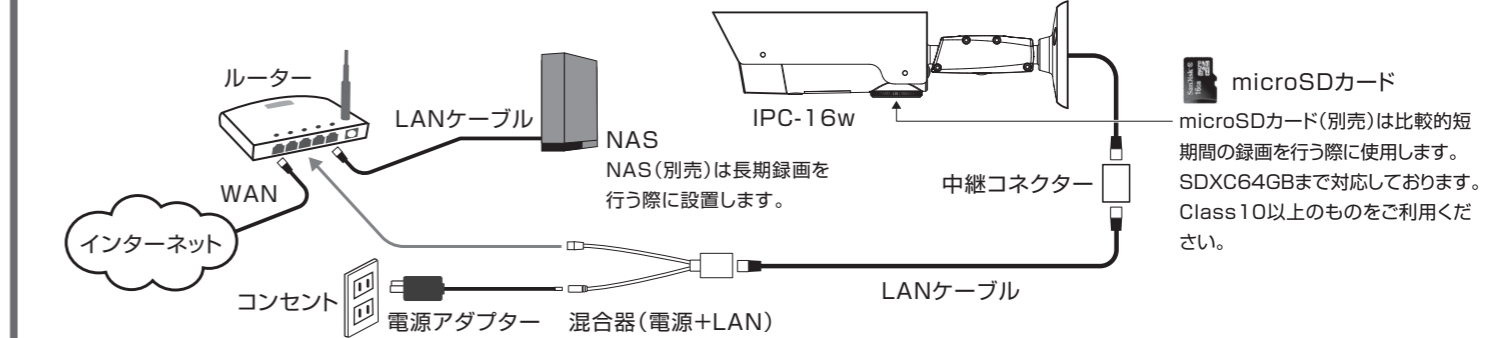 ルーター
LANケーブル
NAS
NAS(別売)は長期録画を
行う際に設置します。
WAN
インターネット
コンセント
電源アダプター
混合器(電源+LAN)
LANケーブル
IPC-16w
中継コネクター
SanDisk
16GB
microSDカード
microSDカード(別売)は比較的短
期間の録画を行う際に使用します。
SDXC64GBまで対応しております。
Class10以上のものをご利用くだ
さい。